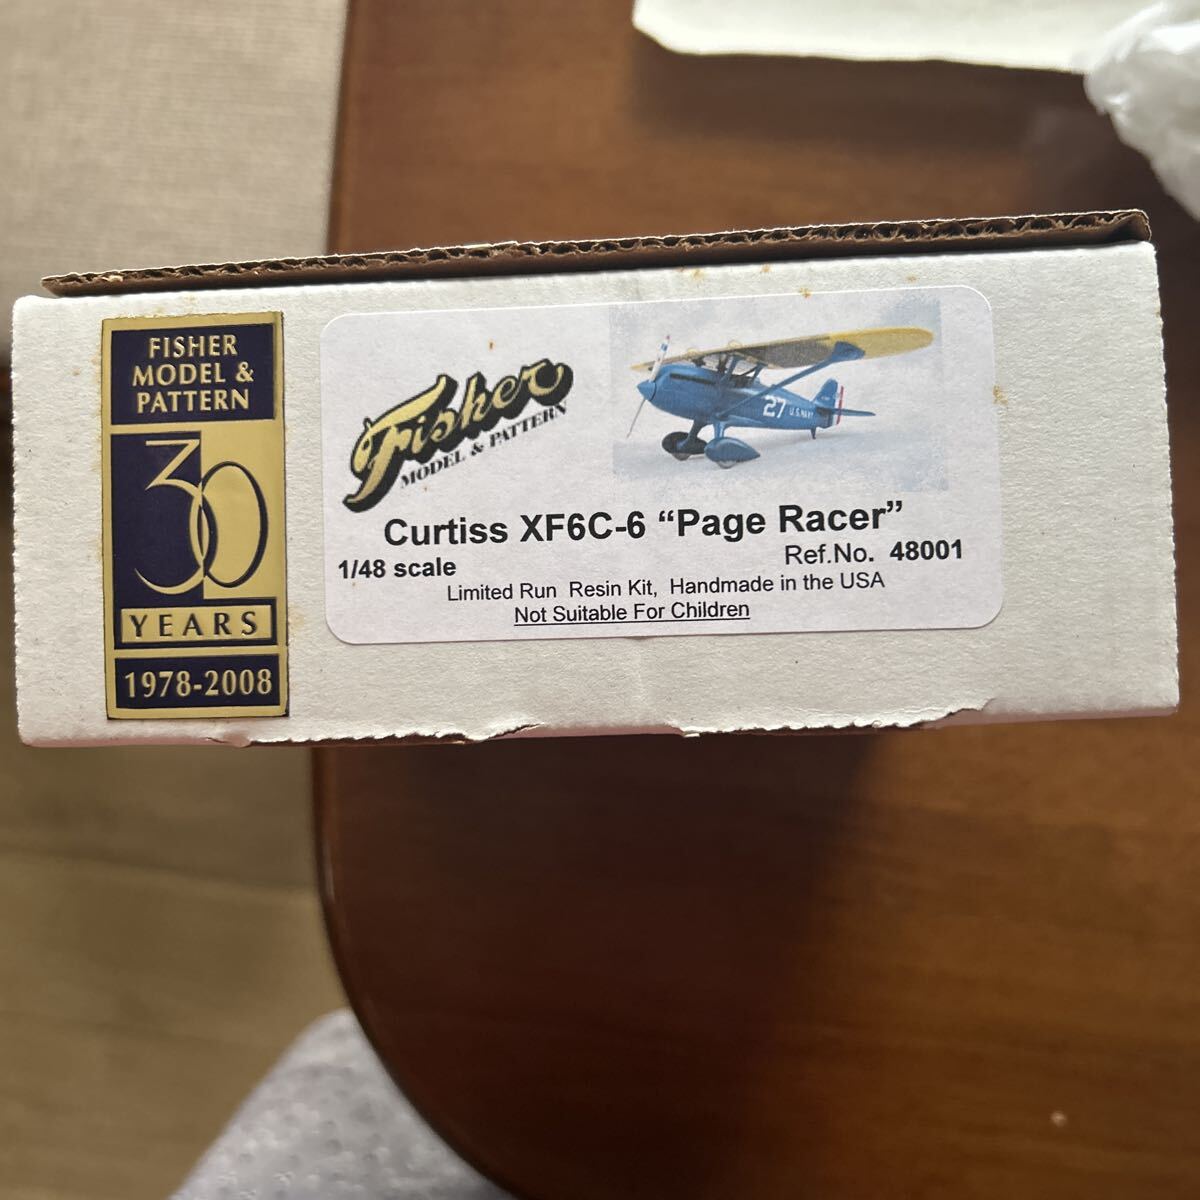 FISHER
MODEL &
PATTERN
30
YEARS
1978-2008
Fisher
MODEL & PATTERN
27 U.S. NAVY
Curtiss XF6C-6 “Page Racer”
1/48 scale
Ref.No. 48001
Limited Run Resin Kit, Handmade in the USA
Not Suitable For Children